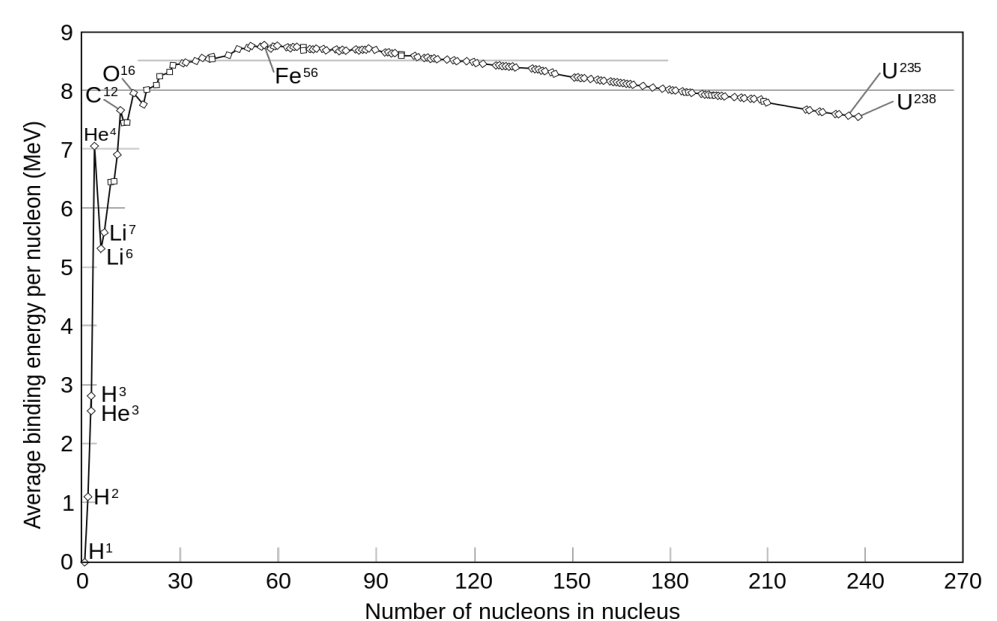 Average binding energy per nucleon (MeV)
9
8
7
6
5
4
3
2
1
0
O16
C12
He4
Li7
Li6
H3
He3
H2
H1
Fe56
U235
U238
0 30 60 90 120 150 180 210 240 270
Number of nucleons in nucleus